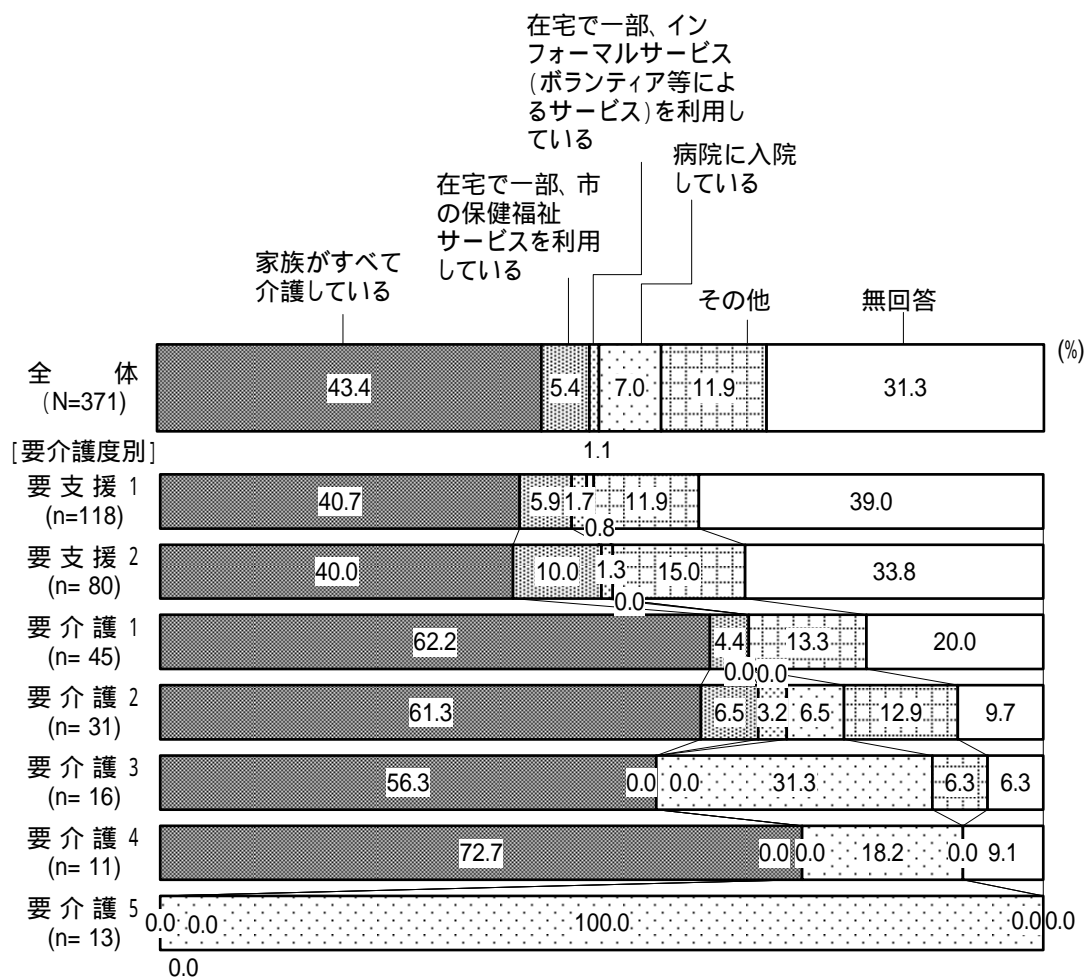 在宅で一部、イン
フォーマルサービス
(ボランティア等によ
るサービス)を利用し
ている
病院に入院
している
在宅で一部、市
の保健福祉
サービスを利用
している
家族がすべて
介護している
その他
無回答
(%)
全 体
(N=371)
43.4 5.4 7.0 11.9 31.3
1.1
[要介護度別]
要支援1
(n=118)
40.7 5.9 1.7 11.9 39.0
0.8
要支援2
(n= 80)
40.0 10.0 1.3 15.0 33.8
0.0
要介護1
(n= 45)
62.2 4.4 13.3 20.0
0.0 0.0
要介護2
(n= 31)
61.3 6.5 3.2 6.5 12.9 9.7
要介護3
(n= 16)
56.3 0.0 0.0 31.3 6.3 6.3
要介護4
(n= 11)
72.7 0.0 0.0 18.2 0.0 9.1
要介護5
(n= 13)
0.0 0.0 100.0 0.0 0.0
0.0